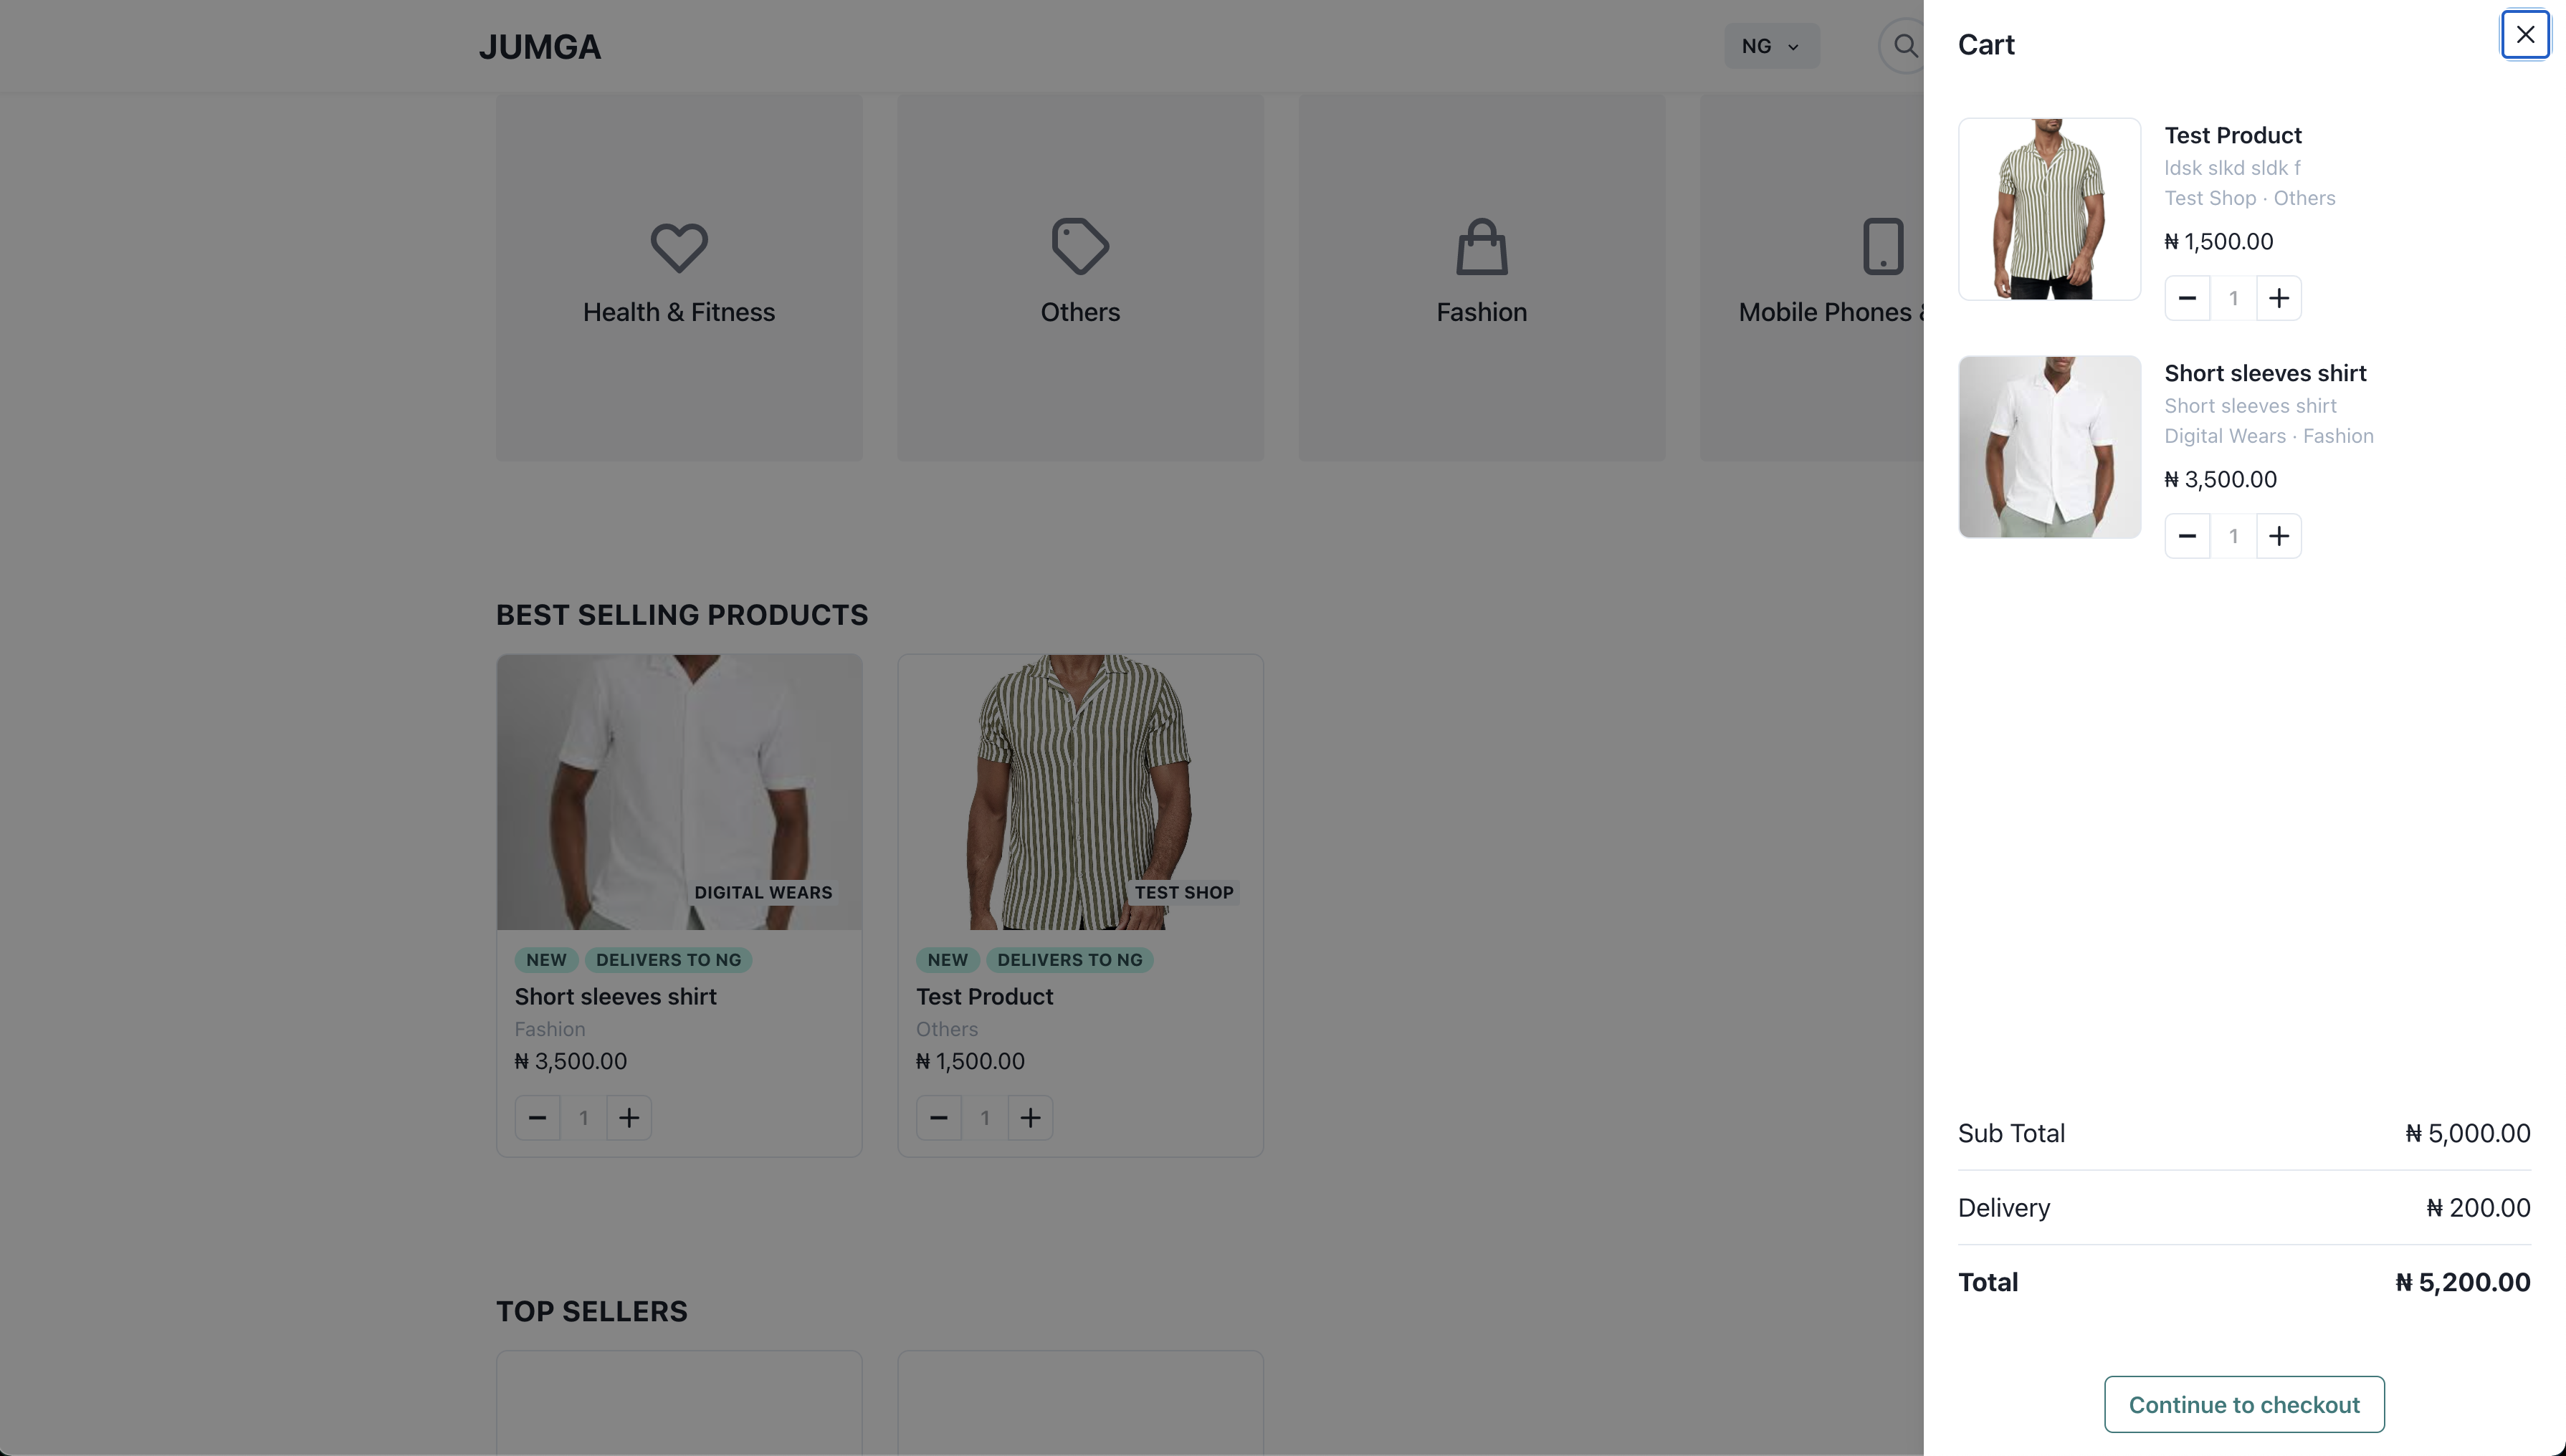 JUMGA
NG
Health & Fitness
Others
Fashion
Mobile Phones &
BEST SELLING PRODUCTS
DIGITAL WEARS
NEW DELIVERS TO NG
Short sleeves shirt
Fashion
₦ 3,500.00
1
TEST SHOP
NEW DELIVERS TO NG
Test Product
Others
₦ 1,500.00
1
TOP SELLERS
Cart
Test Product
ldsk slkd sldk f
Test Shop · Others
₦ 1,500.00
1
Short sleeves shirt
Short sleeves shirt
Digital Wears · Fashion
₦ 3,500.00
1
Sub Total ₦ 5,000.00
Delivery ₦ 200.00
Total ₦ 5,200.00
Continue to checkout